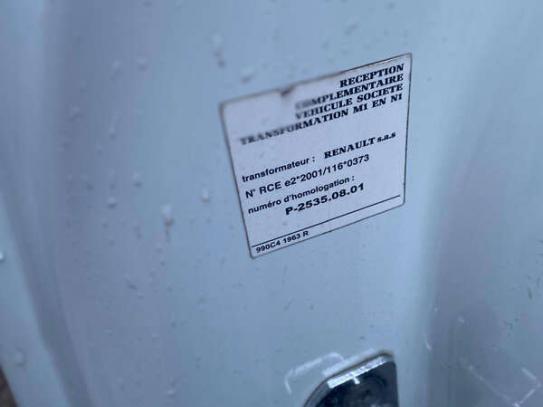 RECEPTION
COMPLEMENTAIRE
VEHICULE SOCIETE
TRANSFORMATION M1 EN N1
transformateur : RENAULT s.a.s
N° RCE e2*2001/116*0373
numéro d'homologation :
P-2535.08.01
990C4 1963 R